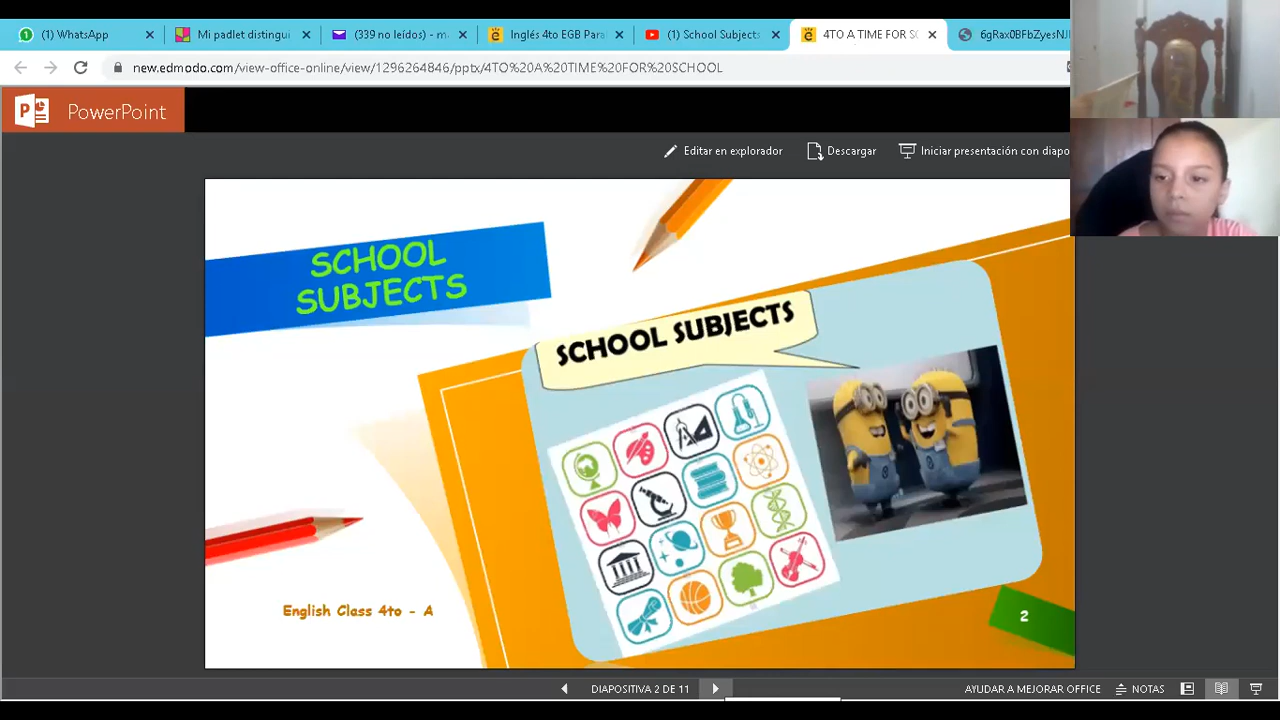 (1) WhatsApp
Mi padlet distingui
(339 no leídos) - m
Inglés 4to EGB Para
(1) School Subjects
4TO A TIME FOR SC
6gRax0BFbZyesNJL
new.edmodo.com/view-office-online/view/1296264846/pptx/4TO%20A%20TIME%20FOR%20SCHOOL
P PowerPoint
Editar en explorador
Descargar
Iniciar presentación con diapo
SCHOOL
SUBJECTS
SCHOOL SUBJECTS
English Class 4to - A
2
DIAPOSITIVA 2 DE 11
AYUDAR A MEJORAR OFFICE
NOTAS